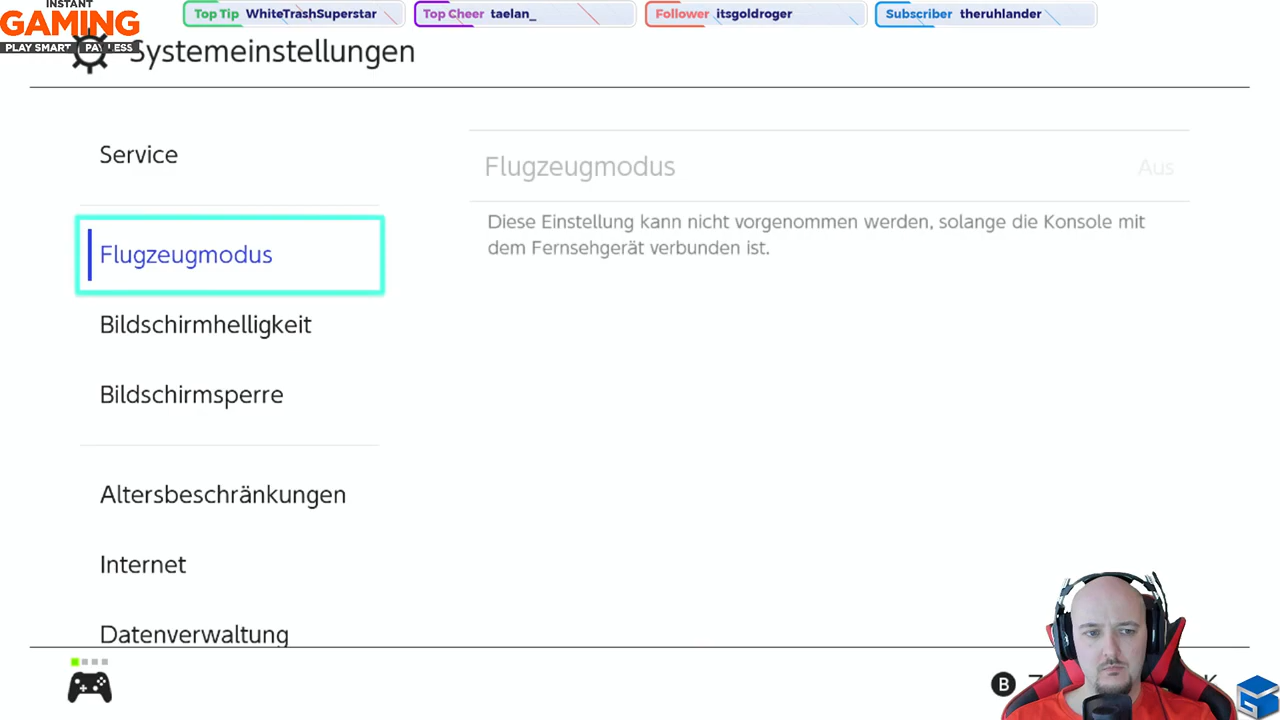 INSTANT
GAMING
PLAY SMART PAY LESS
Top Tip WhiteTrashSuperstar
Top Cheer taelan_
Follower itsgoldroger
Subscriber theruhlander
Systemeinstellungen
Service
Flugzeugmodus
Bildschirmhelligkeit
Bildschirmsperre
Altersbeschränkungen
Internet
Datenverwaltung
Flugzeugmodus Aus
Diese Einstellung kann nicht vorgenommen werden, solange die Konsole mit
dem Fernsehgerät verbunden ist.
B